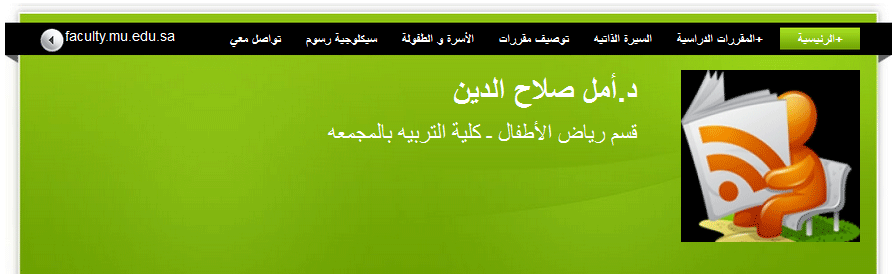 +الرئيسية +المقررات الدراسية السيرة الذاتيه توصيف مقررات الأسرة و الطفولة سيكلوجية رسوم تواصل معي faculty.mu.edu.sa
د.أمل صلاح الدين
قسم رياض الأطفال ـ كلية التربيه بالمجمعه